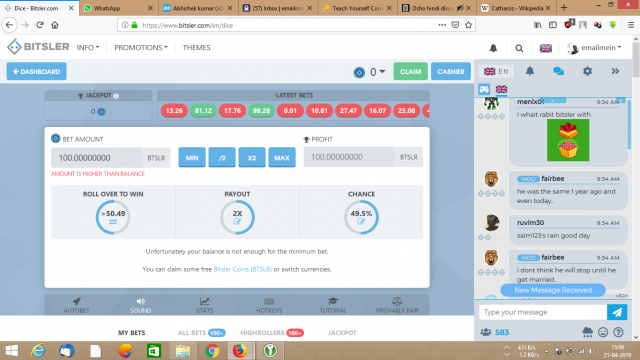 Dice - Bitsler.com
WhatsApp
Abhishek kumar (
(57) Inbox | emailme
Teach Yourself Com
Osho hindi disc
Catharsis - Wikipedia
https://www.bitsler.com/en/dice
BITSLER
INFO
PROMOTIONS
THEMES
emailmein
DASHBOARD
0
CLAIM
CASHIER
EN
JACKPOT
0
LATEST BETS
13.26 81.12 17.76 99.28 0.01 10.81 27.47 16.07 25.08
BET AMOUNT
100.00000000 BTSLR
AMOUNT IS HIGHER THAN BALANCE
MIN /2 X2 MAX
PROFIT
100.00000000 BTSLR
ROLL OVER TO WIN
>50.49
PAYOUT
2X
CHANCE
49.5%
Unfortunately your balance is not enough for the minimum bet.
You can claim some free Bitsler Coins (BTSLR) or switch currencies.
AUTOBET SOUND STATS HOTKEYS TUTORIAL PROVABLY FAIR
MY BETS ALL BETS 100+ HIGHROLLERS 100+ JACKPOT
menix01 9:34 AM
i whait rabit bitsler with
MOD fairbee 9:34 AM
he was the same 1 year ago and
even today..
ruvim30 9:34 AM
saim123's rain good day
MOD fairbee 9:34 AM
i dont think he will stop until he
get married..
New Message Received
Type your message
583
431 B/s
1.2 KB/s
15:06
21-04-2019